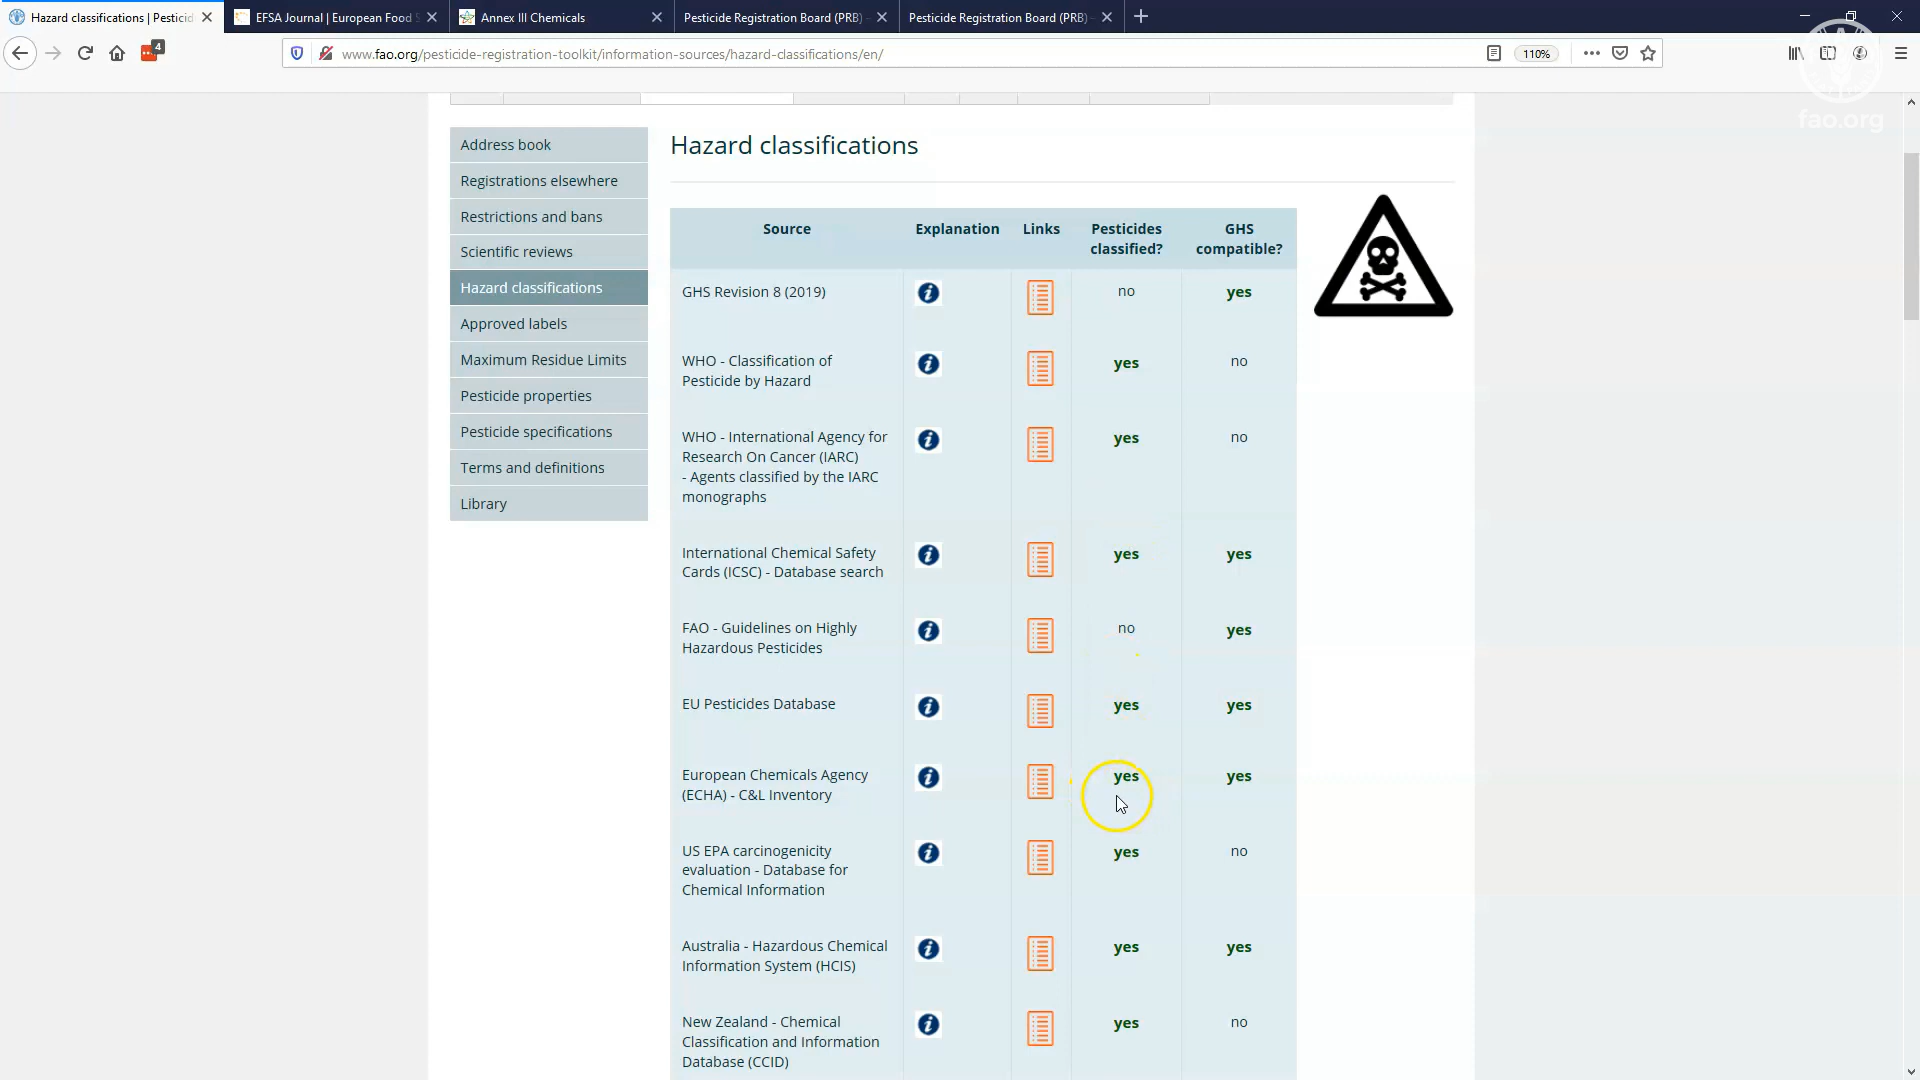 Hazard classifications | Pesticid
EFSA Journal | European Food S
Annex III Chemicals
Pesticide Registration Board (PRB) -
Pesticide Registration Board (PRB) -
4
www.fao.org/pesticide-registration-toolkit/information-sources/hazard-classifications/en/
110%
fao.org
Address book
Registrations elsewhere
Restrictions and bans
Scientific reviews
Hazard classifications
Approved labels
Maximum Residue Limits
Pesticide properties
Pesticide specifications
Terms and definitions
Library
Hazard classifications
Source Explanation Links Pesticides classified? GHS compatible?
GHS Revision 8 (2019) no yes
WHO - Classification of
Pesticide by Hazard yes no
WHO - International Agency for
Research On Cancer (IARC)
- Agents classified by the IARC
monographs yes no
International Chemical Safety
Cards (ICSC) - Database search yes yes
FAO - Guidelines on Highly
Hazardous Pesticides no yes
EU Pesticides Database yes yes
European Chemicals Agency
(ECHA) - C&L Inventory yes yes
US EPA carcinogenicity
evaluation - Database for
Chemical Information yes no
Australia - Hazardous Chemical
Information System (HCIS) yes yes
New Zealand - Chemical
Classification and Information
Database (CCID) yes no